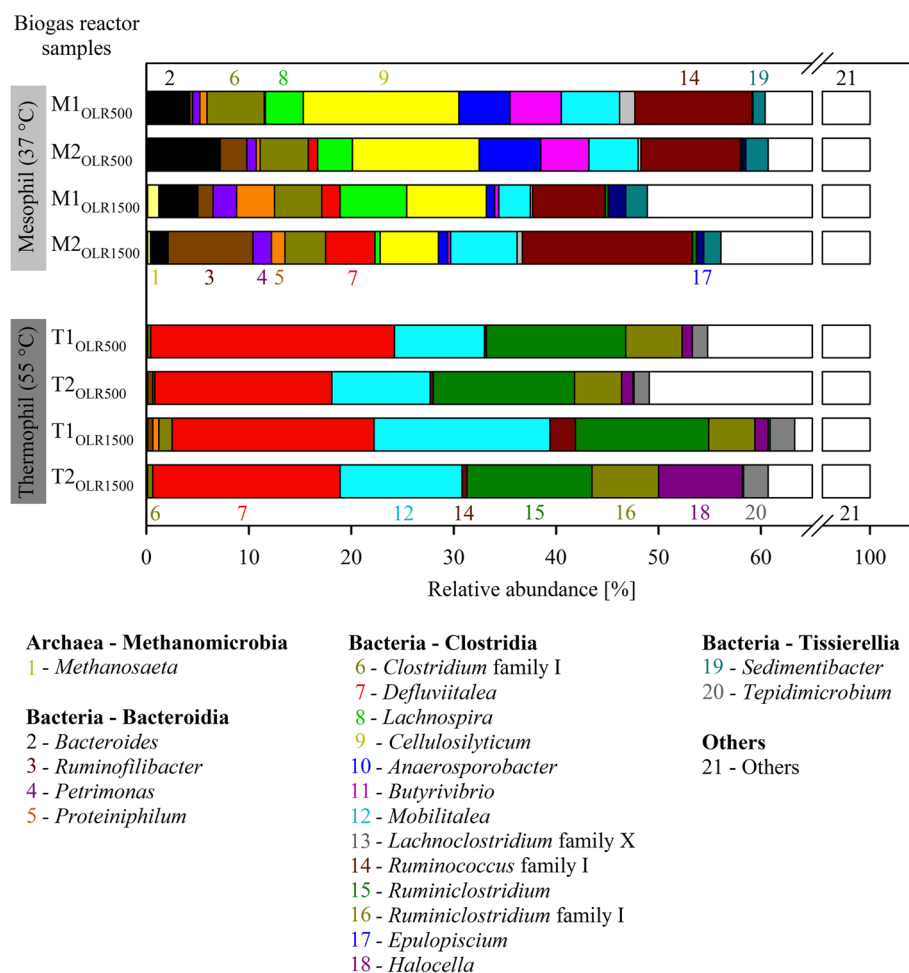 Biogas reactor
samples
2 6 8 9 14 19 21
Mesophil (37 °C)
M1OLR500
M2OLR500
M1OLR1500
M2OLR1500
1 3 4 5 7 17
Thermophil (55 °C)
T1OLR500
T2OLR500
T1OLR1500
T2OLR1500
6 7 12 14 15 16 18 20 21
0 10 20 30 40 50 60 100
Relative abundance [%]
Archaea - Methanomicrobia
1 - Methanosaeta
Bacteria - Bacteroidia
2 - Bacteroides
3 - Ruminofilibacter
4 - Petrimonas
5 - Proteiniphilum
Bacteria - Clostridia
6 - Clostridium family I
7 - Defluviitalea
8 - Lachnospira
9 - Cellulosilyticum
10 - Anaerosporobacter
11 - Butyrivibrio
12 - Mobilitalea
13 - Lachnoclostridium family X
14 - Ruminococcus family I
15 - Ruminiclostridium
16 - Ruminiclostridium family I
17 - Epulopiscium
18 - Halocella
Bacteria - Tissierellia
19 - Sedimentibacter
20 - Tepidimicrobium
Others
21 - Others